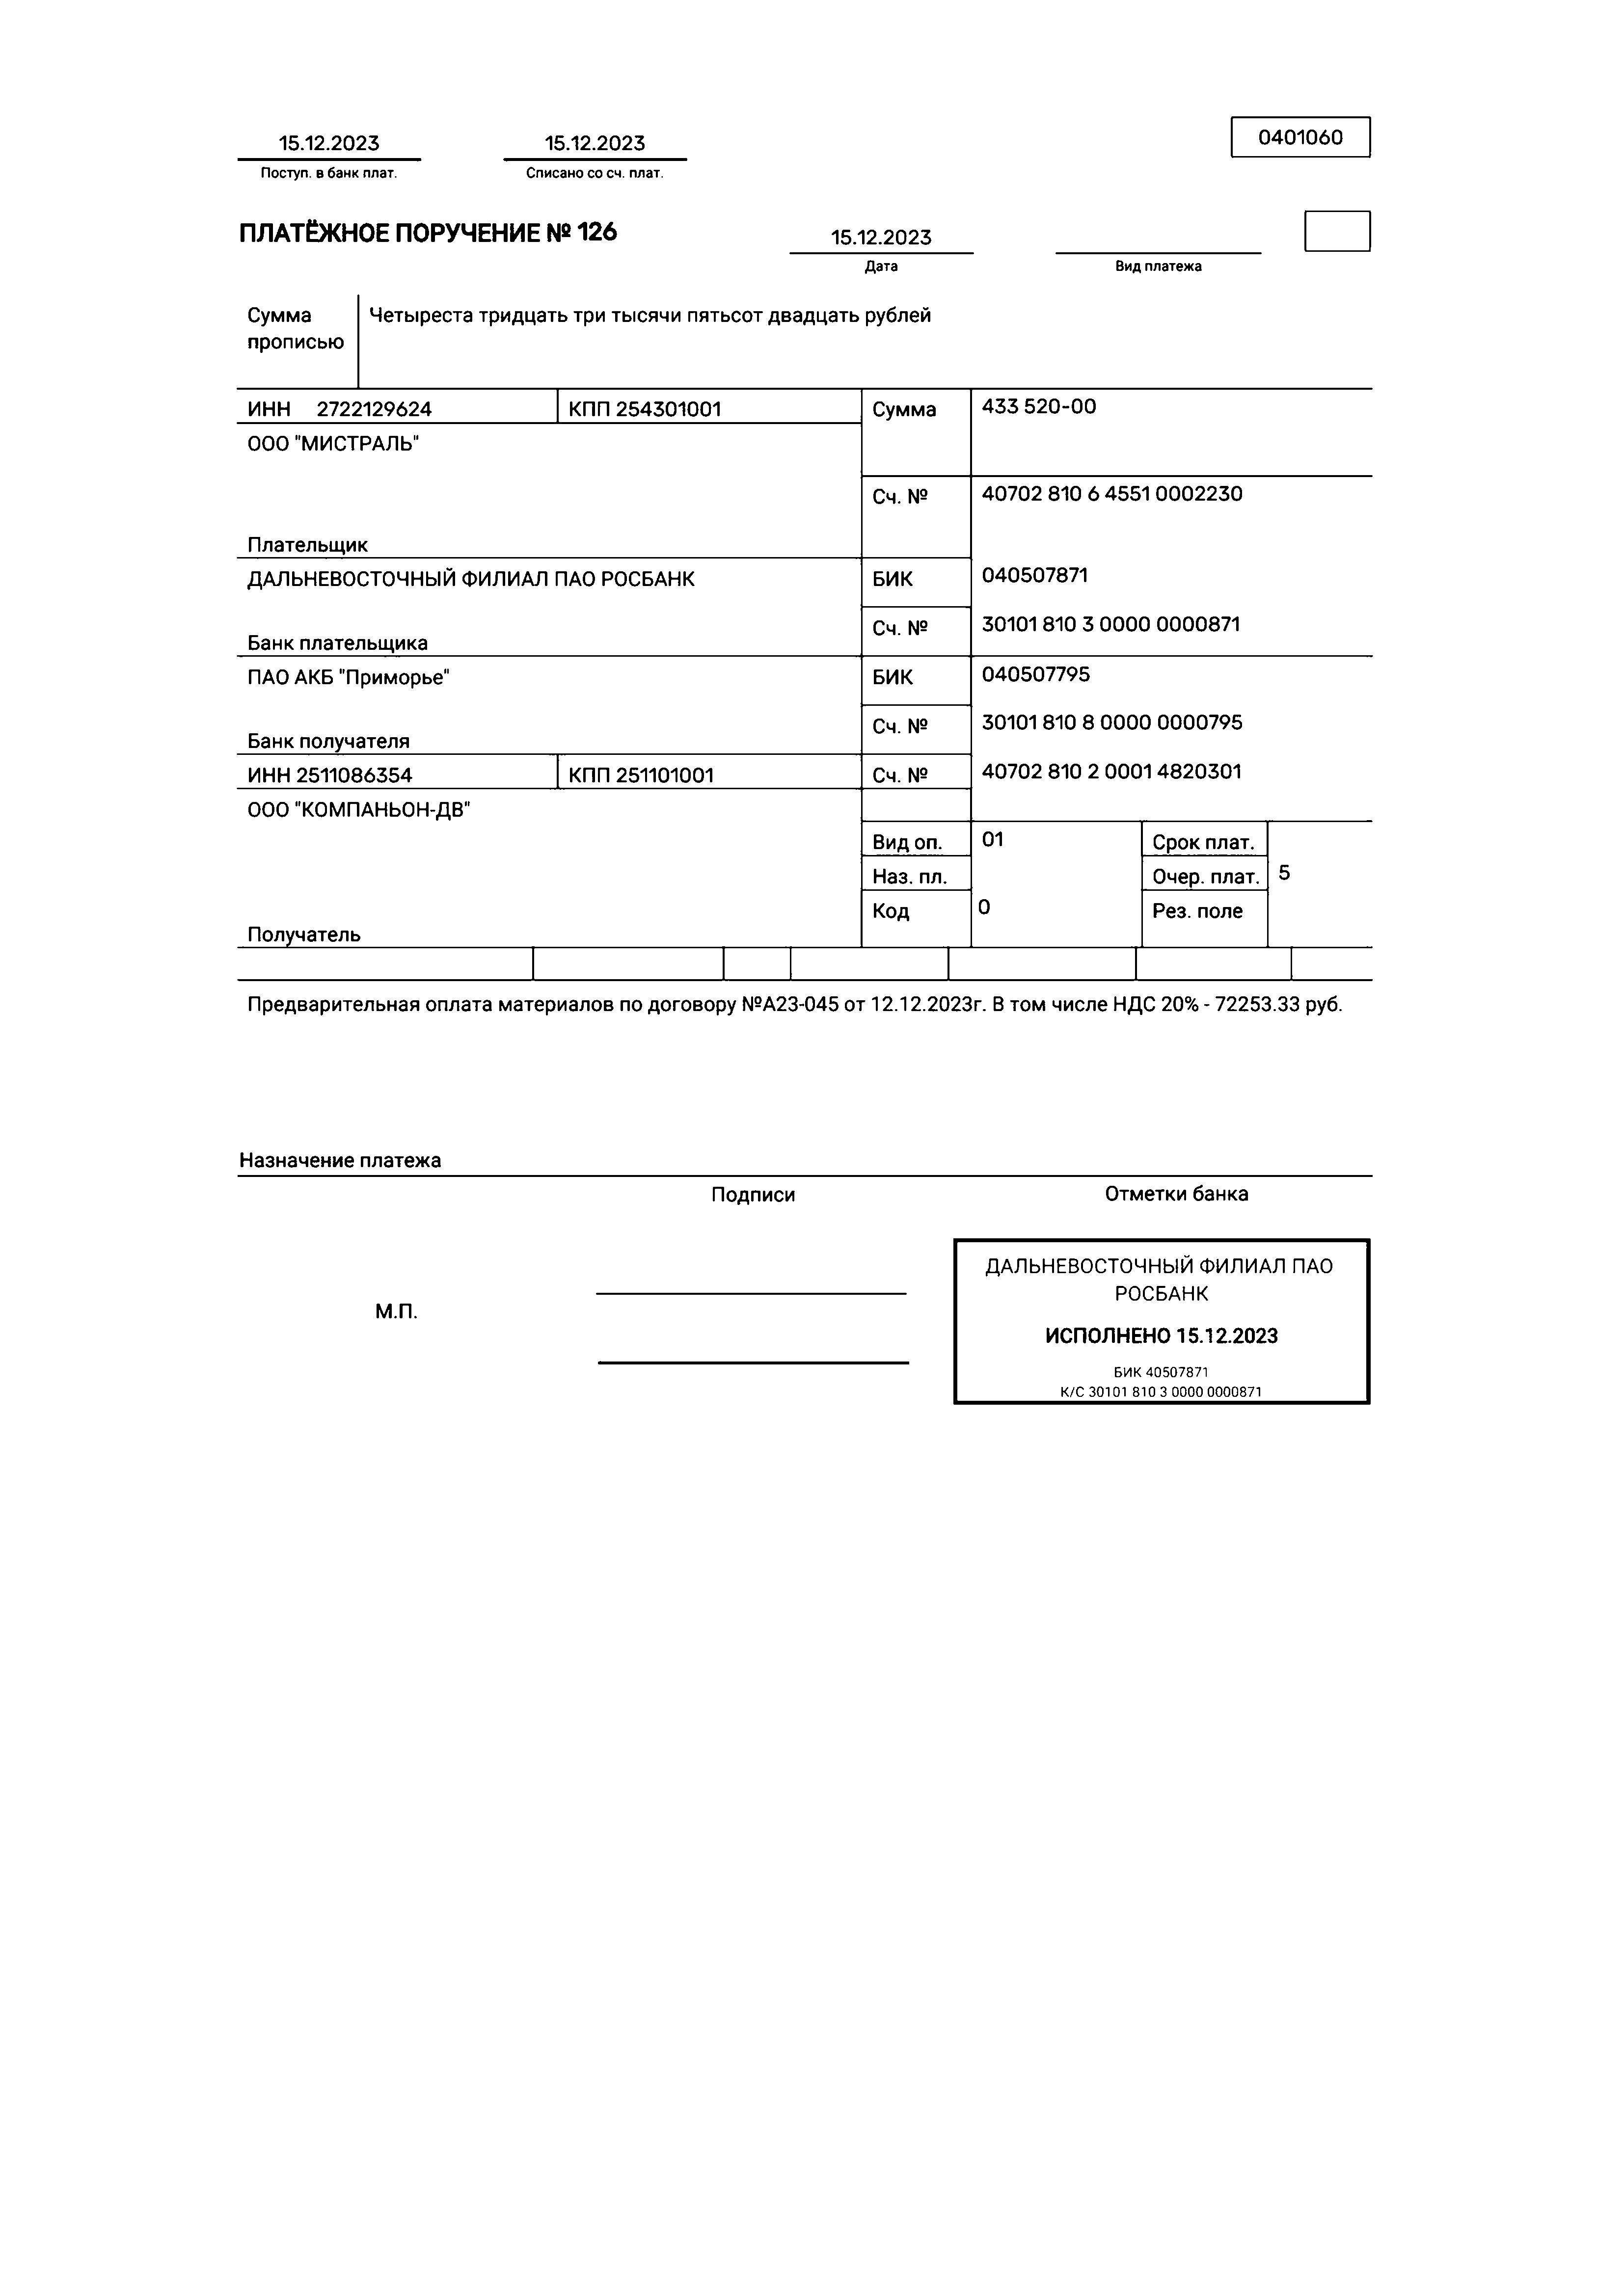 15.12.2023 15.12.2023 0401060
Поступ. в банк плат. Списано со сч. плат.
ПЛАТЁЖНОЕ ПОРУЧЕНИЕ № 126 15.12.2023
Дата Вид платежа
Сумма Четыреста тридцать три тысячи пятьсот двадцать рублей
прописью
ИНН 2722129624 КПП 254301001 Сумма 433 520-00
ООО "МИСТРАЛЬ"
Сч. № 40702 810 6 4551 0002230
Плательщик
ДАЛЬНЕВОСТОЧНЫЙ ФИЛИАЛ ПАО РОСБАНК БИК 040507871
Сч. № 30101 810 3 0000 0000871
Банк плательщика
ПАО АКБ "Приморье" БИК 040507795
Сч. № 30101 810 8 0000 0000795
Банк получателя
ИНН 2511086354 КПП 251101001 Сч. № 40702 810 2 0001 4820301
ООО "КОМПАНЬОН-ДВ"
Вид оп. 01 Срок плат.
Наз. пл. Очер. плат. 5
Код 0 Рез. поле
Получатель
Предварительная оплата материалов по договору №А23-045 от 12.12.2023г. В том числе НДС 20% - 72253.33 руб.
Назначение платежа
Подписи Отметки банка
ДАЛЬНЕВОСТОЧНЫЙ ФИЛИАЛ ПАО
РОСБАНК
М.П.
ИСПОЛНЕНО 15.12.2023
БИК 40507871
К/С 30101 810 3 0000 0000871